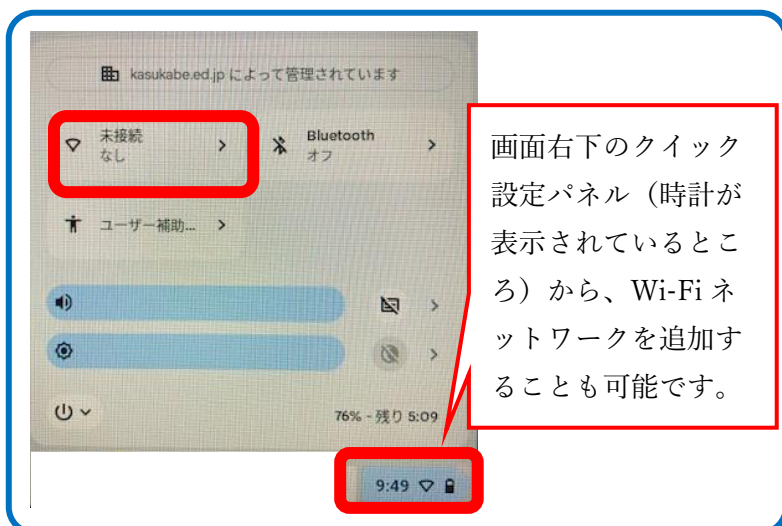 kasukabe.ed.jp によって管理されています
未接続
なし
Bluetooth
オフ
ユーザー補助...
76% - 残り 5:09
9:49
画面右下のクイック
設定パネル（時計が
表示されているとこ
ろ）から、Wi-Fi ネ
ットワークを追加す
ることも可能です。